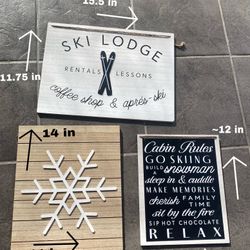 15.5 in
11.75 in
SKI LODGE
RENTALS LESSONS
coffee shop & après-ski
14 in
~12 in
Cabin Rules
GO SKIING
BUILD a snowman
sleep in & cuddle
MAKE MEMORIES
cherish FAMILY TIME
sit by the fire
SIP HOT CHOCOLATE
RELAX